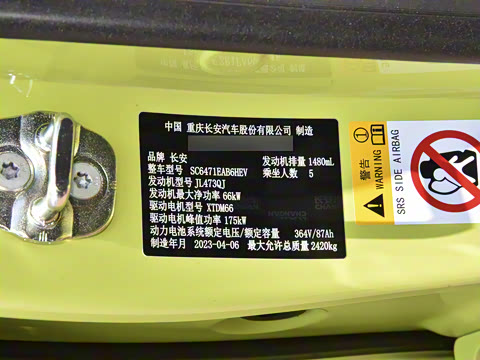 中国 重庆长安汽车股份有限公司 制造
品牌 长安 发动机排量 1480mL
整车型号 SC6471EAB6HEV 乘坐人数 5
发动机型号 JL473QJ
发动机最大净功率 66kW
驱动电机型号 XTDM66
驱动电机峰值功率 175kW
动力电池系统额定电压/额定容量 364V/87Ah
制造年月 2023-04-06 最大允许总质量 2420kg
警告
WARNING
SRS SIDE AIRBAG